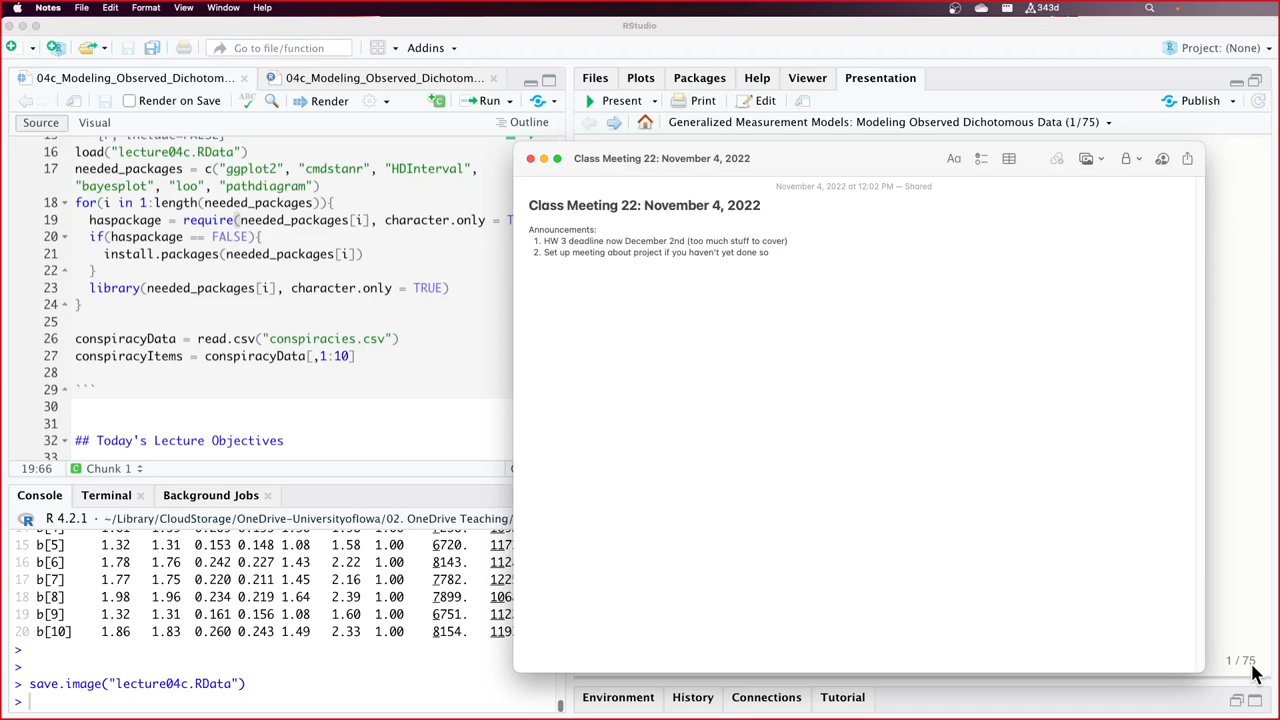 Notes File Edit Format View Window Help 343d
RStudio
Go to file/function Addins Project: (None)
04c_Modeling_Observed_Dichotom... 04c_Modeling_Observed_Dichotom...
Render on Save Render Run
Source Visual Outline
16 load("lecture04c.RData")
17 needed_packages = c("ggplot2", "cmdstanr", "HDInterval",
"bayesplot", "loo", "pathdiagram")
18 for(i in 1:length(needed_packages)){
19 haspackage = require(needed_packages[i], character.only = T
20 if(haspackage == FALSE){
21 install.packages(needed_packages[i])
22 }
23 library(needed_packages[i], character.only = TRUE)
24 }
25
26 conspiracyData = read.csv("conspiracies.csv")
27 conspiracyItems = conspiracyData[,1:10]
28
29 ```
30
31
32 ## Today's Lecture Objectives
33
19:66 Chunk 1
Console Terminal Background Jobs
R 4.2.1 · ~/Library/CloudStorage/OneDrive-UniversityofIowa/02. OneDrive Teaching/
15 b[5] 1.32 1.31 0.153 0.148 1.08 1.58 1.00 6720. 117
16 b[6] 1.78 1.76 0.242 0.227 1.43 2.22 1.00 8143. 112
17 b[7] 1.77 1.75 0.220 0.211 1.45 2.16 1.00 7782. 122
18 b[8] 1.98 1.96 0.234 0.219 1.64 2.39 1.00 7899. 106
19 b[9] 1.32 1.31 0.161 0.156 1.08 1.60 1.00 6751. 112
20 b[10] 1.86 1.83 0.260 0.243 1.49 2.33 1.00 8154. 119
>
>
> save.image("lecture04c.RData")
>
Files Plots Packages Help Viewer Presentation
Present Print Edit Publish
Generalized Measurement Models: Modeling Observed Dichotomous Data (1/75)
Class Meeting 22: November 4, 2022
November 4, 2022 at 12:02 PM — Shared
Class Meeting 22: November 4, 2022
Announcements:
1. HW 3 deadline now December 2nd (too much stuff to cover)
2. Set up meeting about project if you haven't yet done so
1 / 75
Environment History Connections Tutorial